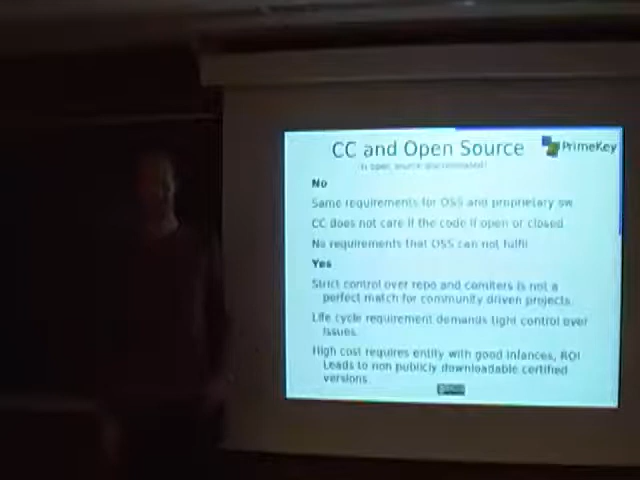 CC and Open Source
PrimeKey
Is open source discriminated?
No
Same requirements for OSS and proprietary sw
CC does not care if the code if open or closed
No requirements that OSS can not fulfil
Yes
Strict control over repo and comiters is not a
perfect match for community driven projects
Life cycle requirement demands tight control over
issues.
High cost requires entity with good infances, ROI
Leads to non publicly downloadable certified
versions.